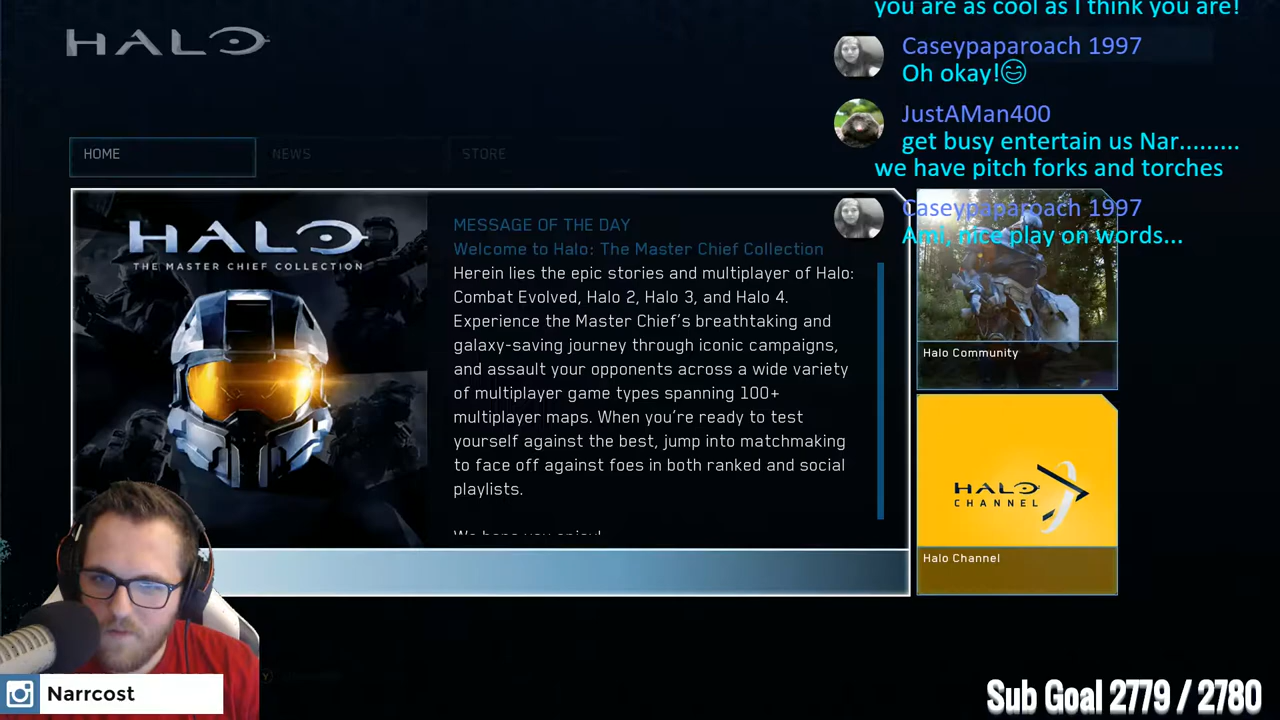 you are as cool as I think you are!
HALO
Caseypaparoach 1997
Oh okay!😄
JustAMan400
get busy entertain us Nar.........
we have pitch forks and torches
Caseypaparoach 1997
Ami, nice play on words...
HOME
NEWS
STORE
HALO
THE MASTER CHIEF COLLECTION
MESSAGE OF THE DAY
Welcome to Halo: The Master Chief Collection
Herein lies the epic stories and multiplayer of Halo:
Combat Evolved, Halo 2, Halo 3, and Halo 4.
Experience the Master Chief's breathtaking and
galaxy-saving journey through iconic campaigns,
and assault your opponents across a wide variety
of multiplayer game types spanning 100+
multiplayer maps. When you're ready to test
yourself against the best, jump into matchmaking
to face off against foes in both ranked and social
playlists.
We hope you enjoy!
Halo Community
HALO
CHANNEL
Halo Channel
Narrcost
Sub Goal 2779 / 2780